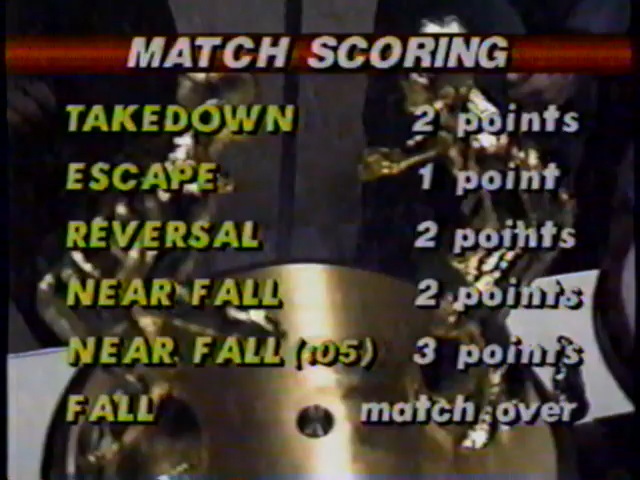 MATCH SCORING
TAKEDOWN 2 points
ESCAPE 1 point
REVERSAL 2 points
NEAR FALL 2 points
NEAR FALL (:05) 3 points
FALL match over